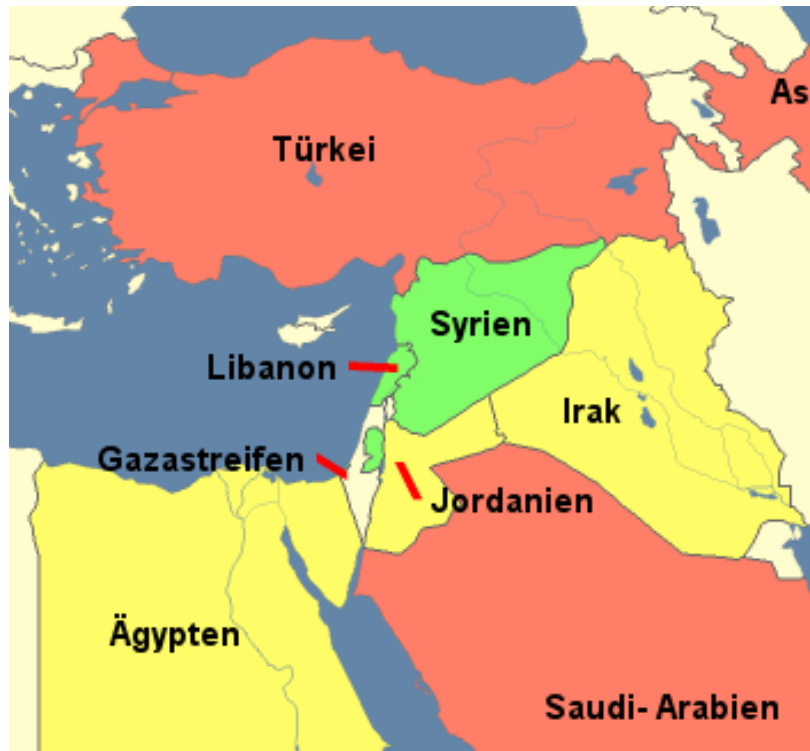 As
Türkei
Syrien
Libanon
Irak
Gazastreifen
Jordanien
Ägypten
Saudi- Arabien